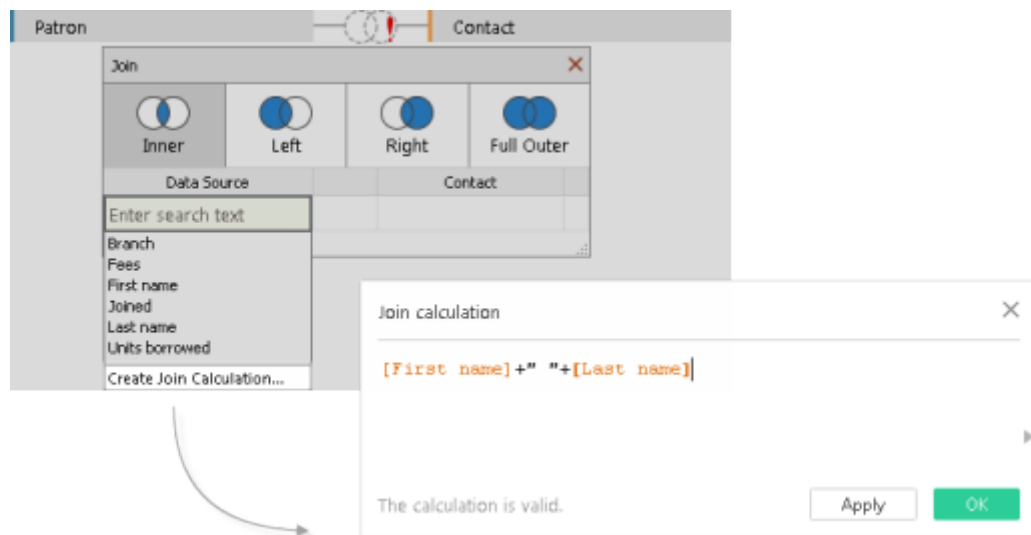 Patron
Contact
Join
Inner
Left
Right
Full Outer
Data Source
Contact
Enter search text
Branch
Fees
First name
Joined
Last name
Units borrowed
Create Join Calculation...
Join calculation
[First name]+" "+[Last name]
The calculation is valid.
Apply
OK